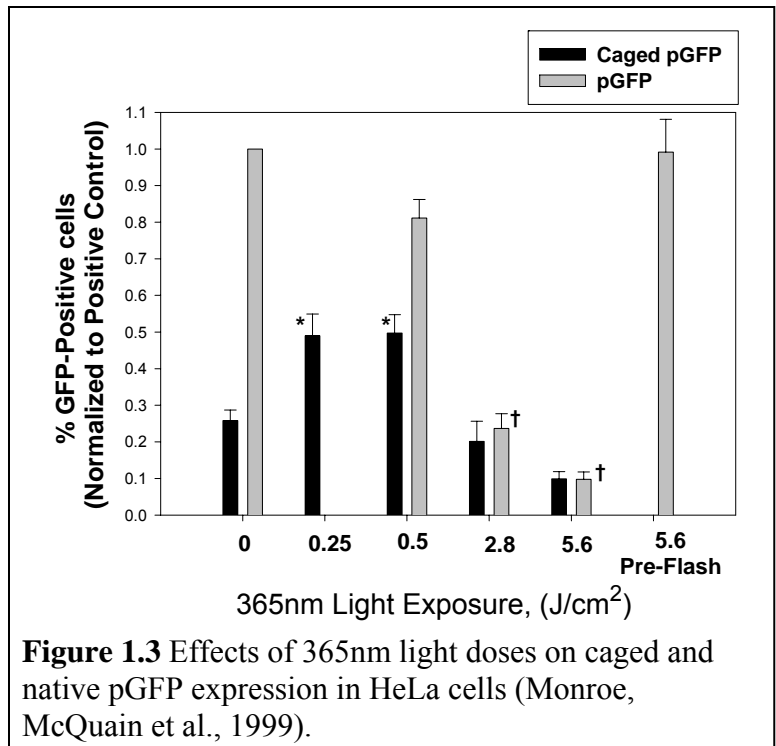 Caged pGFP
pGFP
% GFP-Positive cells
(Normalized to Positive Control)
1.1
1.0
0.9
0.8
0.7
0.6
0.5
0.4
0.3
0.2
0.1
0.0
*
*
†
†
0 0.25 0.5 2.8 5.6 5.6
Pre-Flash
365nm Light Exposure, (J/cm²)
Figure 1.3 Effects of 365nm light doses on caged and
native pGFP expression in HeLa cells (Monroe,
McQuain et al., 1999).